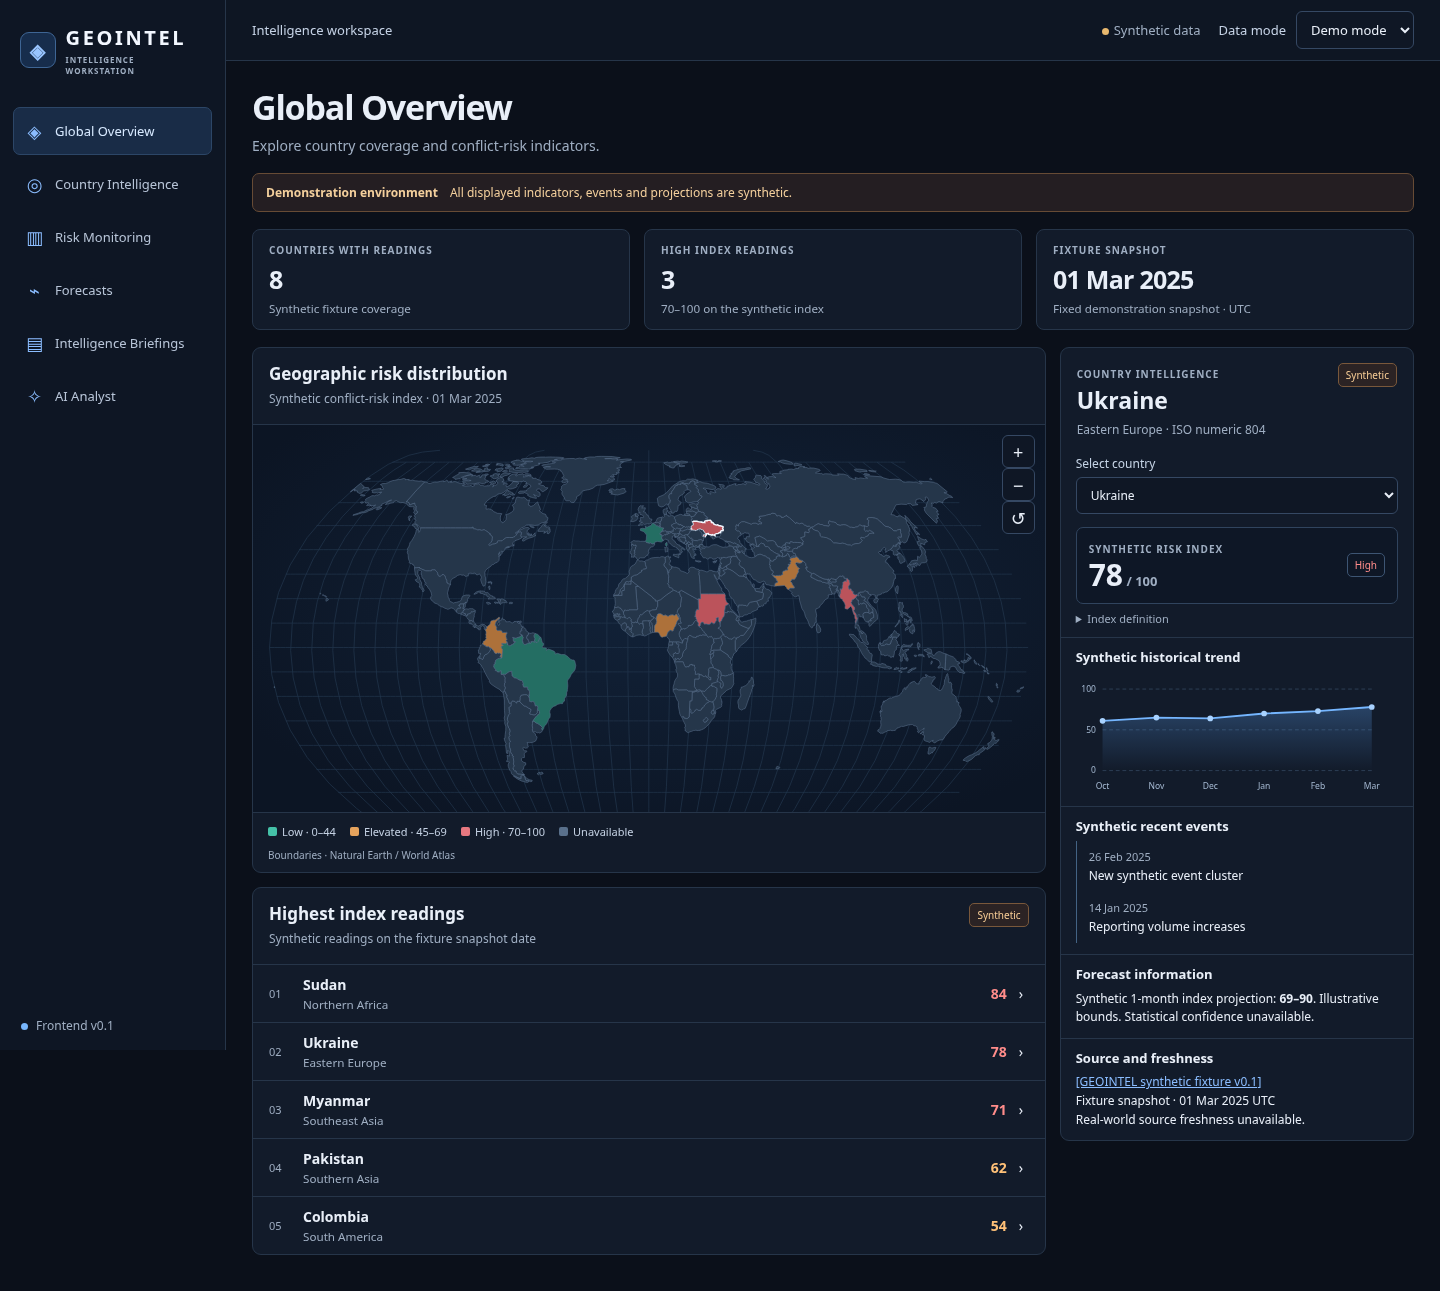 GEOINTEL
INTELLIGENCE
WORKSTATION
Global Overview
Country Intelligence
Risk Monitoring
Forecasts
Intelligence Briefings
AI Analyst
Frontend v0.1
Intelligence workspace
Synthetic data
Data mode
Demo mode
Global Overview
Explore country coverage and conflict-risk indicators.
Demonstration environment All displayed indicators, events and projections are synthetic.
COUNTRIES WITH READINGS
8
Synthetic fixture coverage
HIGH INDEX READINGS
3
70–100 on the synthetic index
FIXTURE SNAPSHOT
01 Mar 2025
Fixed demonstration snapshot · UTC
Geographic risk distribution
Synthetic conflict-risk index · 01 Mar 2025
+
−
↺
Low · 0–44
Elevated · 45–69
High · 70–100
Unavailable
Boundaries · Natural Earth / World Atlas
Highest index readings
Synthetic
Synthetic readings on the fixture snapshot date
01 Sudan 84 ›
Northern Africa
02 Ukraine 78 ›
Eastern Europe
03 Myanmar 71 ›
Southeast Asia
04 Pakistan 62 ›
Southern Asia
05 Colombia 54 ›
South America
COUNTRY INTELLIGENCE
Synthetic
Ukraine
Eastern Europe · ISO numeric 804
Select country
Ukraine
SYNTHETIC RISK INDEX
78 / 100
High
Index definition
Synthetic historical trend
100
50
0
Oct Nov Dec Jan Feb Mar
Synthetic recent events
26 Feb 2025
New synthetic event cluster
14 Jan 2025
Reporting volume increases
Forecast information
Synthetic 1-month index projection: 69–90. Illustrative
bounds. Statistical confidence unavailable.
Source and freshness
[GEOINTEL synthetic fixture v0.1]
Fixture snapshot · 01 Mar 2025 UTC
Real-world source freshness unavailable.